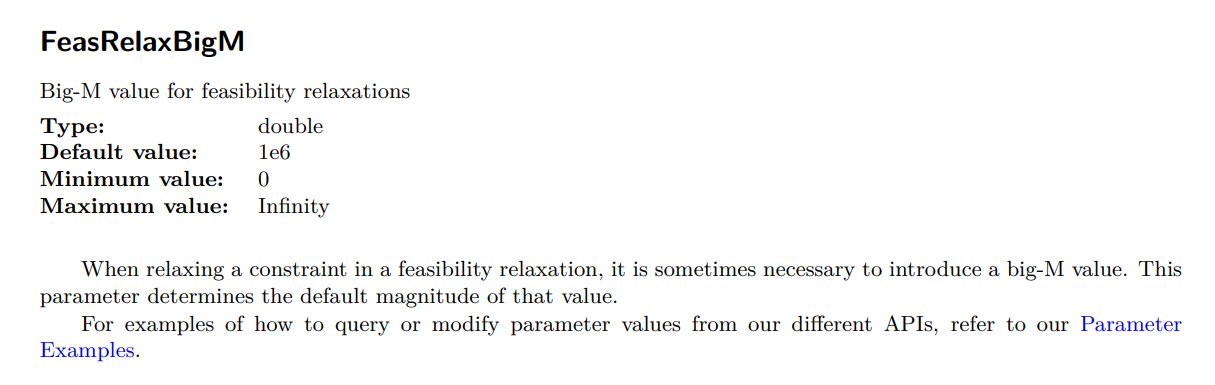 FeasRelaxBigM
Big-M value for feasibility relaxations
Type: double
Default value: 1e6
Minimum value: 0
Maximum value: Infinity
When relaxing a constraint in a feasibility relaxation, it is sometimes necessary to introduce a big-M value. This
parameter determines the default magnitude of that value.
For examples of how to query or modify parameter values from our different APIs, refer to our Parameter
Examples.